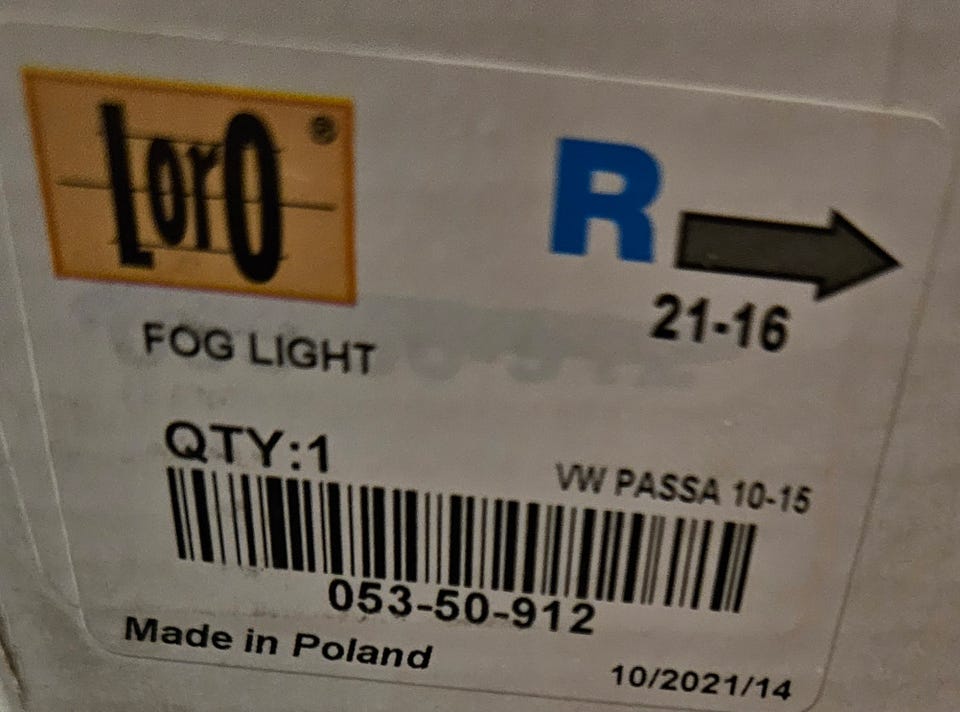 LorO ®
R
21-16
FOG LIGHT
QTY:1
VW PASSA 10-15
053-50-912
Made in Poland
10/2021/14